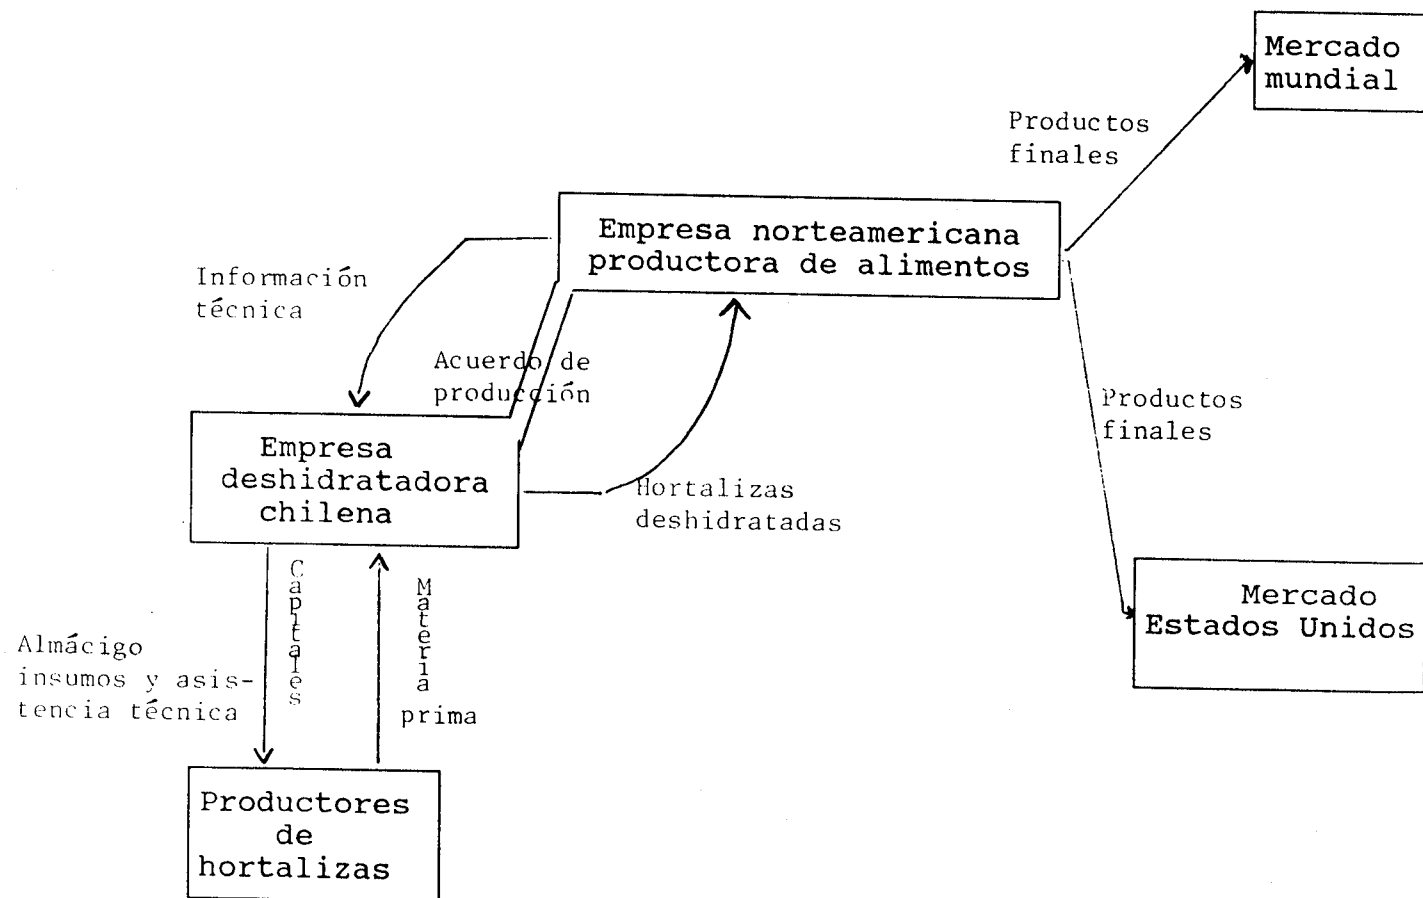 Mercado
mundial
Productos
finales
Empresa norteamericana
productora de alimentos
Información
técnica
Acuerdo de
producción
Productos
finales
Empresa
deshidratadora
chilena
Hortalizas
deshidratadas
Capitales
Materia
prima
Almácigo
insumos y asis-
tencia técnica
Mercado
Estados Unidos
Productores
de
hortalizas